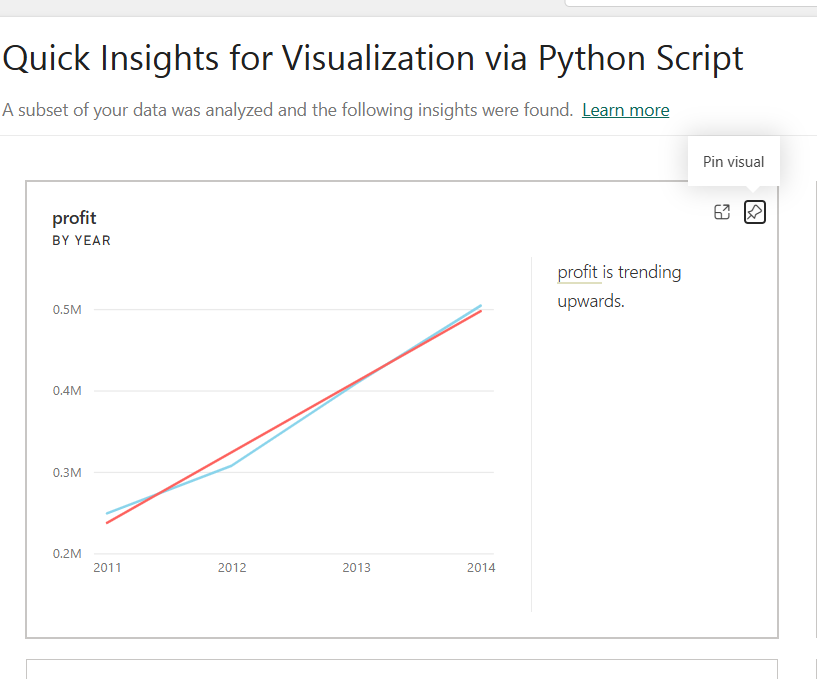 Quick Insights for Visualization via Python Script
A subset of your data was analyzed and the following insights were found. Learn more
Pin visual
profit
BY YEAR
profit is trending
upwards.
0.5M
0.4M
0.3M
0.2M
2011 2012 2013 2014